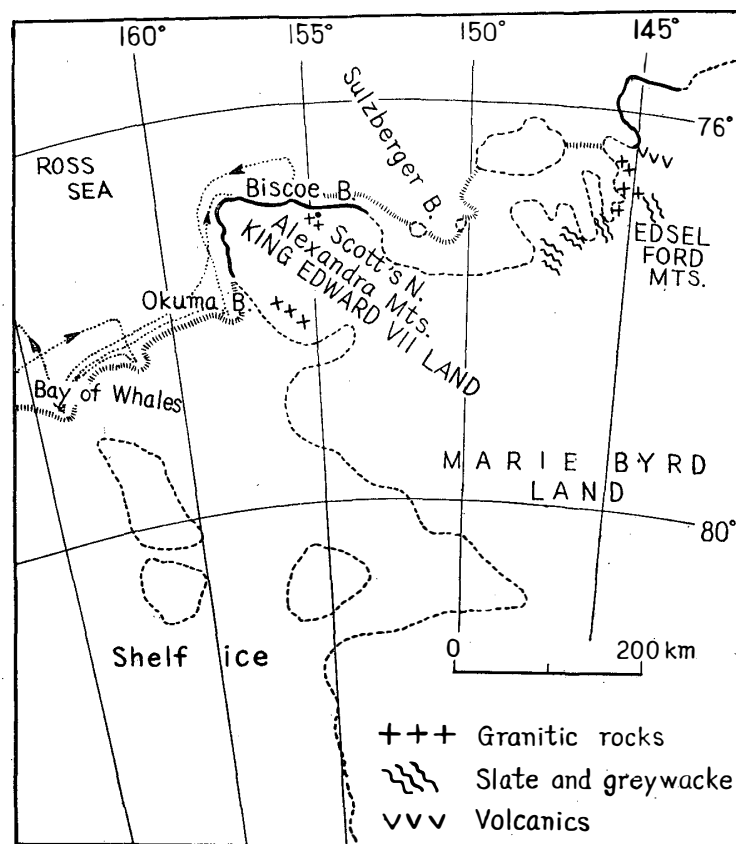 160°
155°
150°
145°
76°
ROSS
SEA
Sulzberger B.
Biscoe B.
Scott's N.
Alexandra Mts.
KING EDWARD VII LAND
EDSEL
FORD
MTS.
Okuma B.
Bay of Whales
MARIE BYRD
LAND
80°
0 200 km
Shelf ice
Granitic rocks
Slate and greywacke
Volcanics